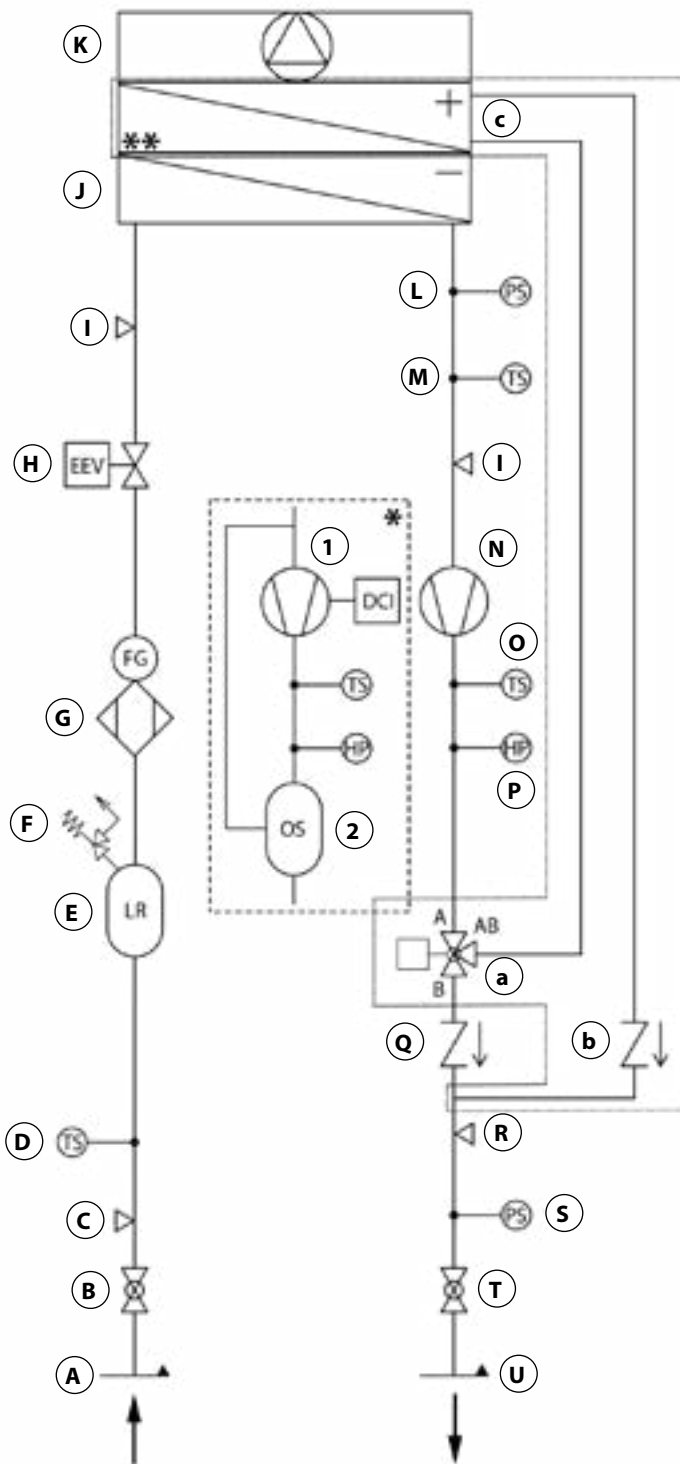 K
+
c
**
J
−
L PS
I
M TS
H EEV
I
*
1
N
DCI
O
FG
TS
TS
G
HP
HP
P
F
OS
2
E LR
A
AB
a
B
Q
b
D TS
R
C
S
PS
B
T
A
U